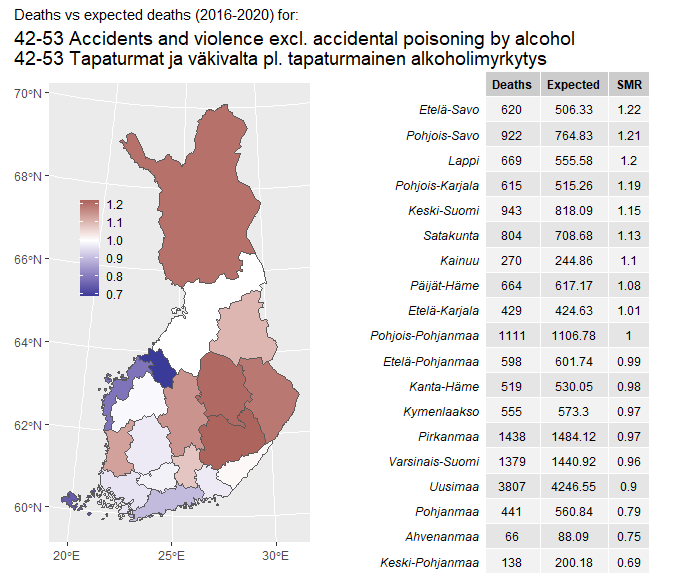 Deaths vs expected deaths (2016-2020) for:
42-53 Accidents and violence excl. accidental poisoning by alcohol
42-53 Tapaturmat ja väkivalta pl. tapaturmainen alkoholimyrkytys
70°N
68°N
66°N
64°N
62°N
60°N
20°E 25°E 30°E
1.2
1.1
1.0
0.9
0.8
0.7
Deaths Expected SMR
Etelä-Savo 620 506.33 1.22
Pohjois-Savo 922 764.83 1.21
Lappi 669 555.58 1.2
Pohjois-Karjala 615 515.26 1.19
Keski-Suomi 943 818.09 1.15
Satakunta 804 708.68 1.13
Kainuu 270 244.86 1.1
Päijät-Häme 664 617.17 1.08
Etelä-Karjala 429 424.63 1.01
Pohjois-Pohjanmaa 1111 1106.78 1
Etelä-Pohjanmaa 598 601.74 0.99
Kanta-Häme 519 530.05 0.98
Kymenlaakso 555 573.3 0.97
Pirkanmaa 1438 1484.12 0.97
Varsinais-Suomi 1379 1440.92 0.96
Uusimaa 3807 4246.55 0.9
Pohjanmaa 441 560.84 0.79
Ahvenanmaa 66 88.09 0.75
Keski-Pohjanmaa 138 200.18 0.69